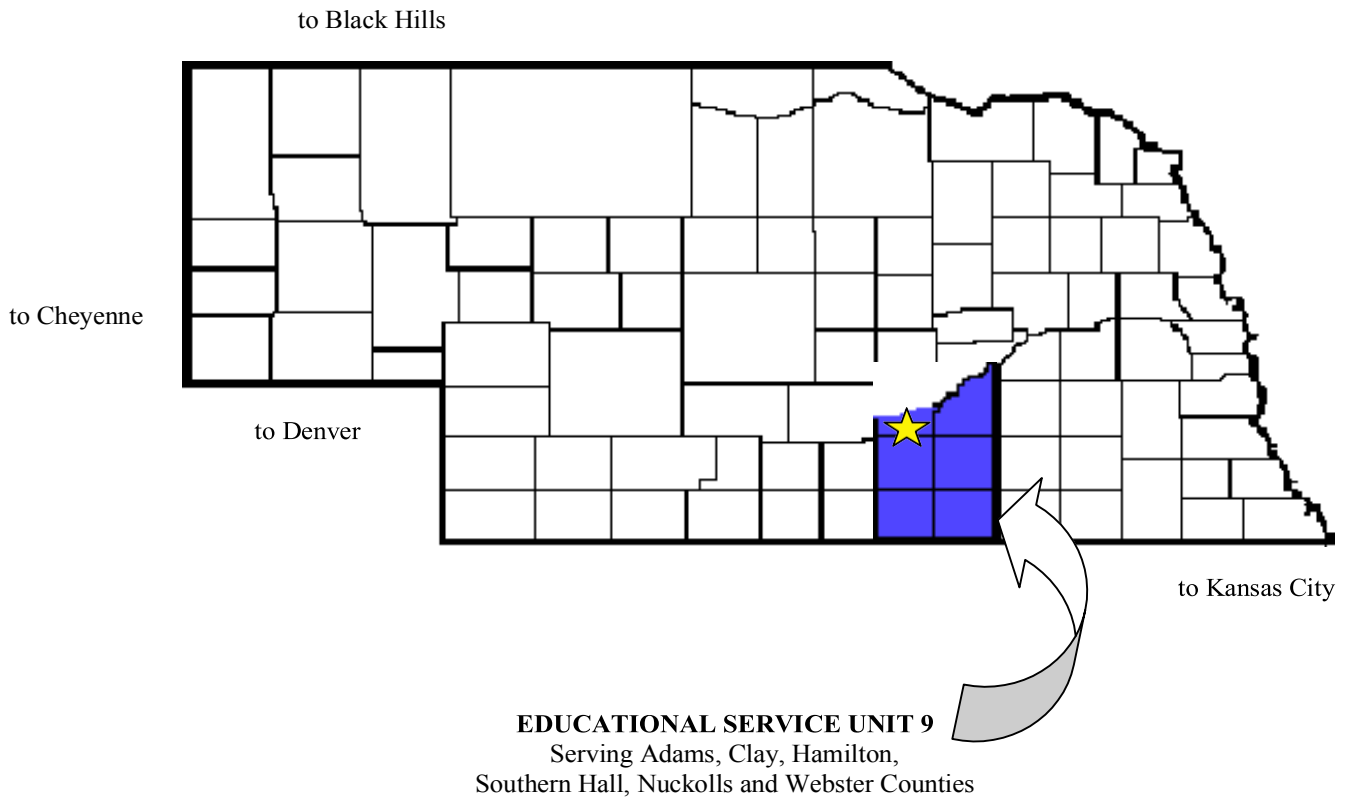 to Black Hills
to Cheyenne
to Denver
to Kansas City
EDUCATIONAL SERVICE UNIT 9
Serving Adams, Clay, Hamilton,
Southern Hall, Nuckolls and Webster Counties